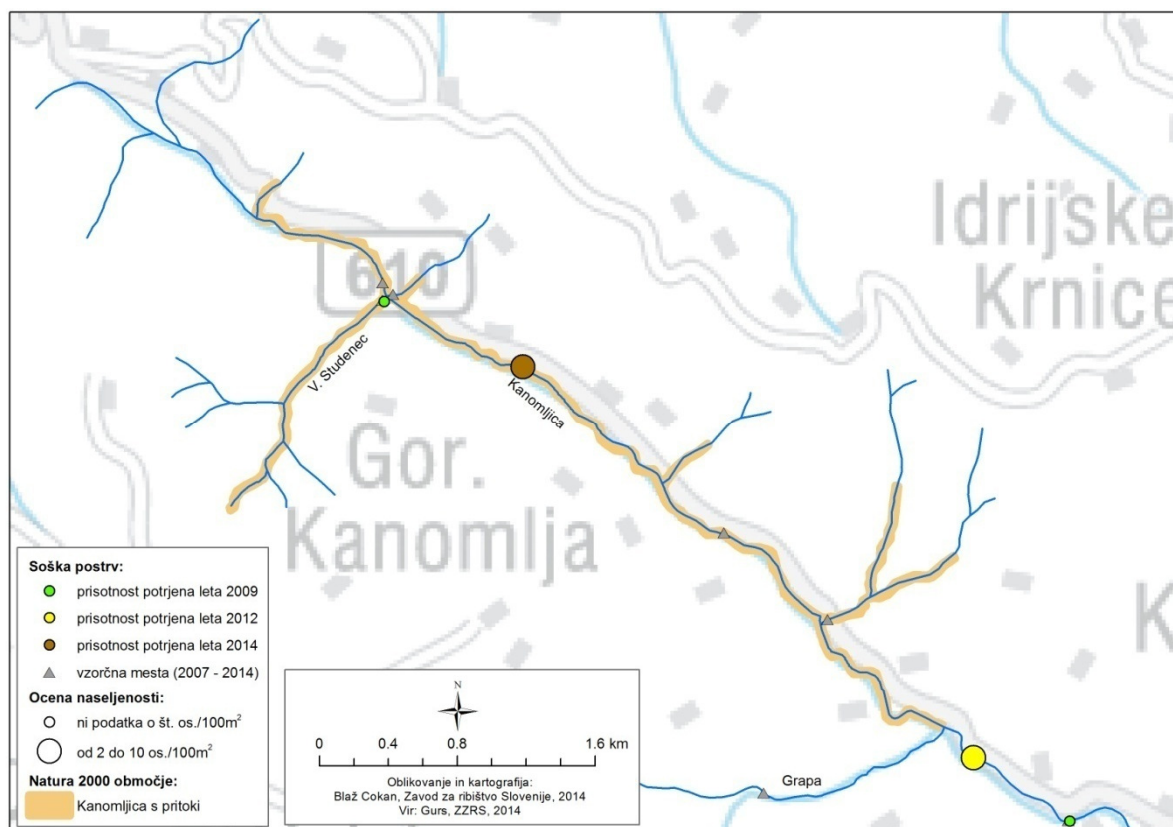 610
Idrijske
Krnice
V. Studenec
Kanomljica
Gor.
Kanomlja
K
Grapa
Soška postrv:
prisotnost potrjena leta 2009
prisotnost potrjena leta 2012
prisotnost potrjena leta 2014
vzorčna mesta (2007 - 2014)
Ocena naseljenosti:
ni podatka o št. os./100m²
od 2 do 10 os./100m²
Natura 2000 območje:
Kanomljica s pritoki
N
0 0.4 0.8 1.6 km
Oblikovanje in kartografija:
Blaž Cokan, Zavod za ribištvo Slovenije, 2014
Vir: Gurs, ZZRS, 2014